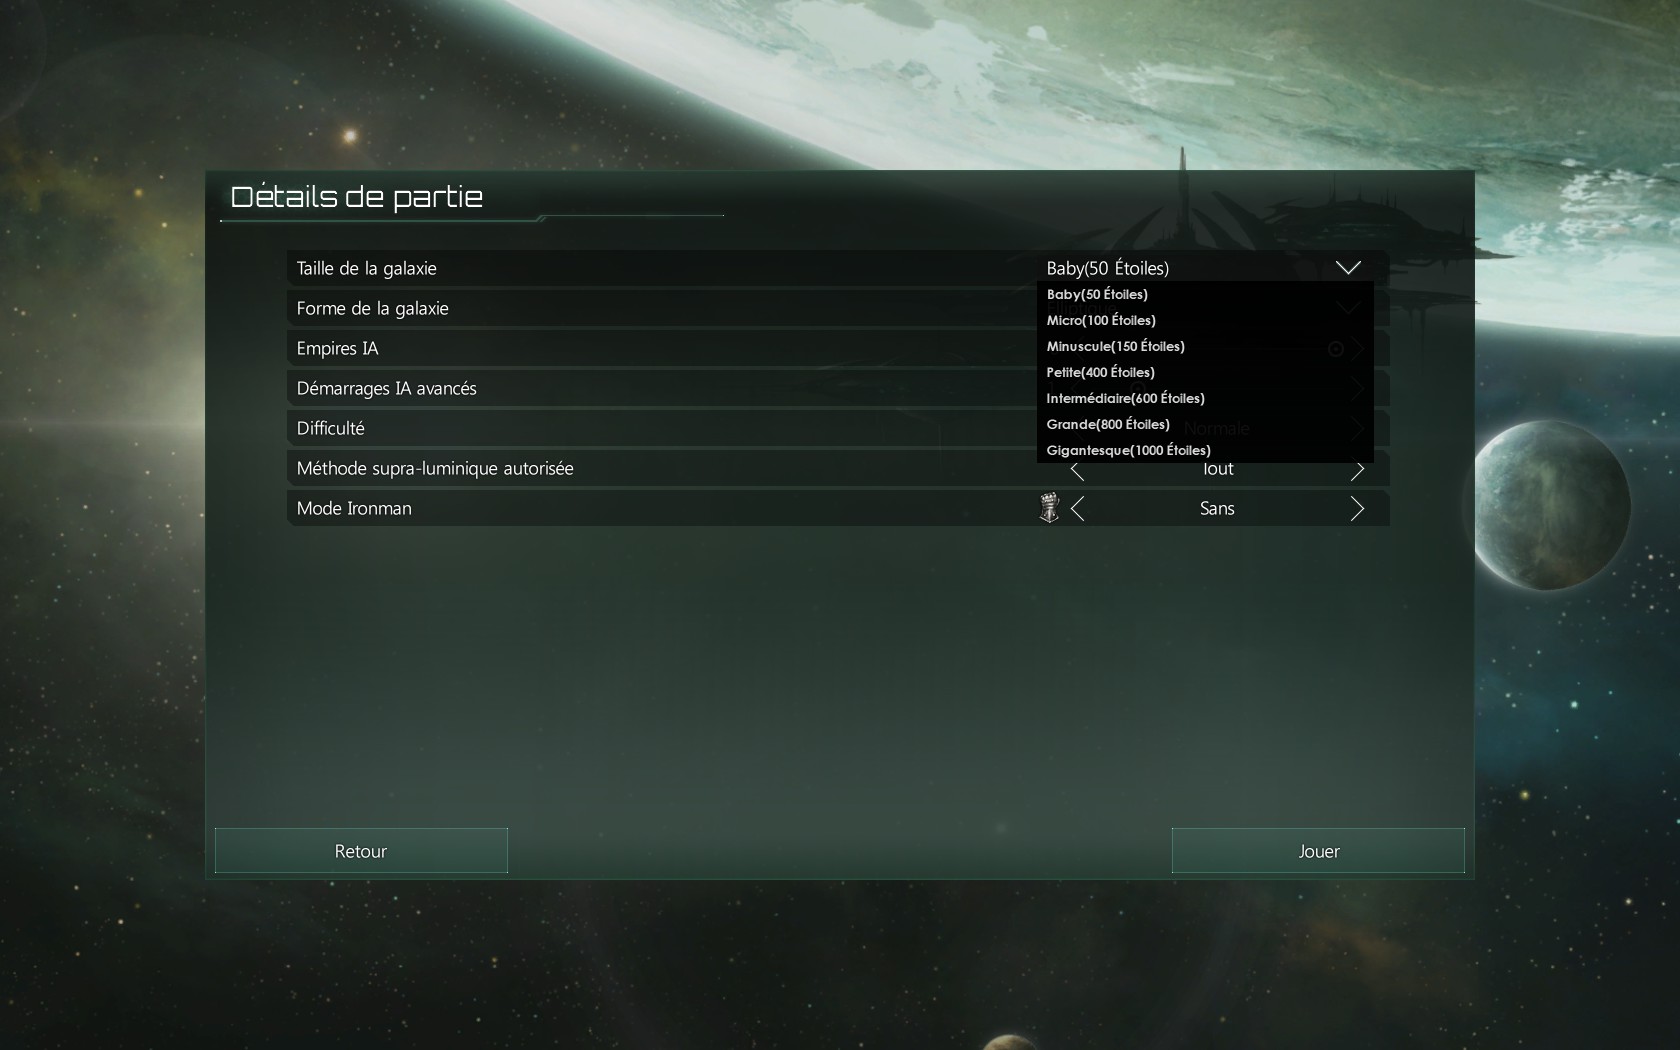 Détails de partie
Taille de la galaxie
Baby(50 Étoiles)
Baby(50 Étoiles)
Forme de la galaxie
Micro(100 Étoiles)
Empires IA
Minuscule(150 Étoiles)
Petite(400 Étoiles)
Démarrages IA avancés
Intermédiaire(600 Étoiles)
Difficulté
Grande(800 Étoiles)
Normale
Gigantesque(1000 Étoiles)
Méthode supra-luminique autorisée
Tout
Mode Ironman
Sans
Retour
Jouer